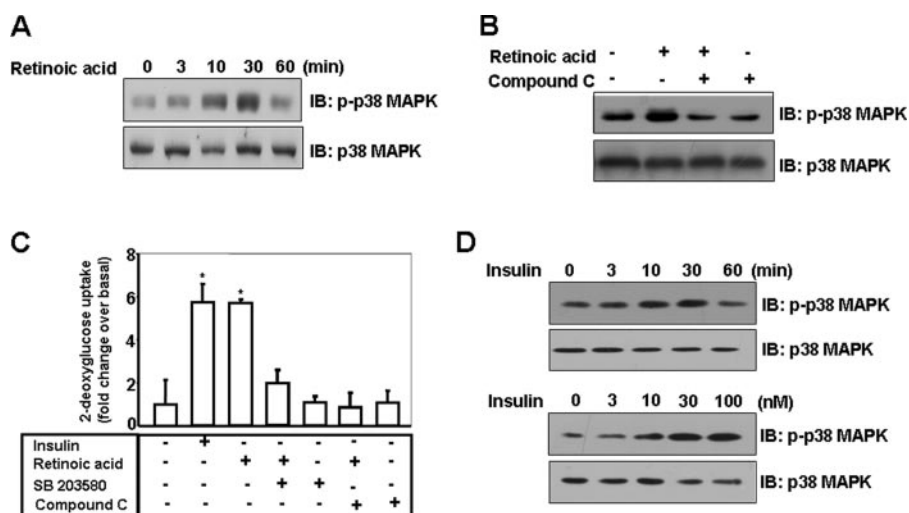 A
Retinoic acid 0 3 10 30 60 (min)
IB: p-p38 MAPK
IB: p38 MAPK
B
Retinoic acid - + + -
Compound C - - + +
IB: p-p38 MAPK
IB: p38 MAPK
C
2-deoxyglucose uptake
(fold change over basal)
8
6
4
2
0
* *
Insulin - + - - - - -
Retinoic acid - - + + - + -
SB 203580 - - - + + - -
Compound C - - - - - + +
D
Insulin 0 3 10 30 60 (min)
IB: p-p38 MAPK
IB: p38 MAPK
Insulin 0 3 10 30 100 (nM)
IB: p-p38 MAPK
IB: p38 MAPK